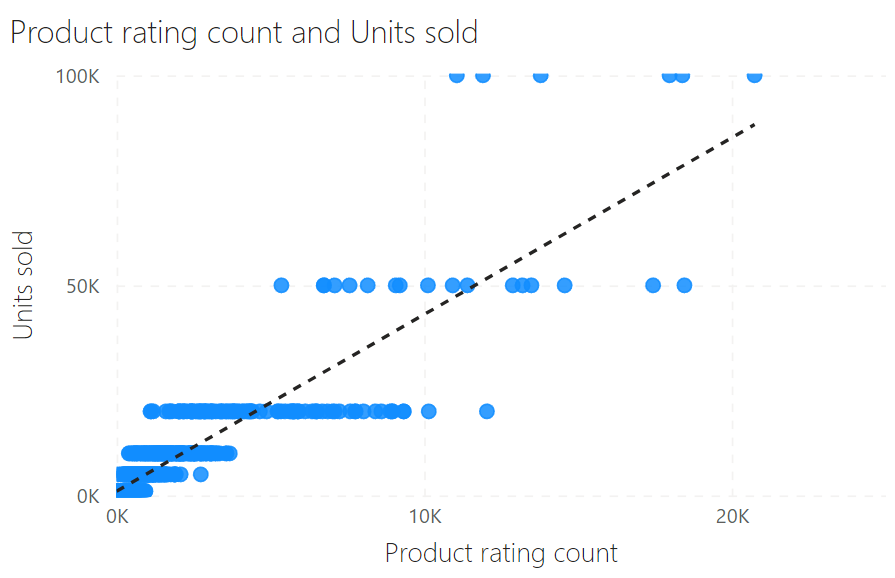 Product rating count and Units sold
100K
50K
0K
Units sold
0K 10K 20K
Product rating count